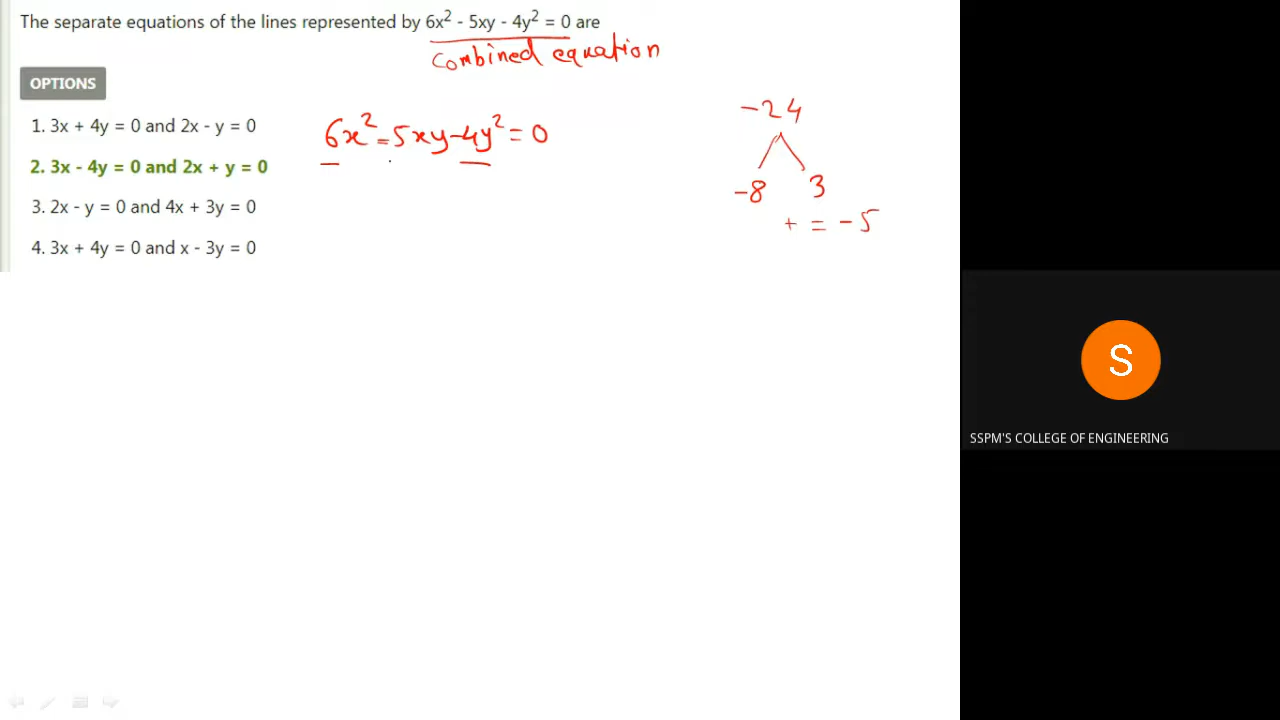 The separate equations of the lines represented by 6x² - 5xy - 4y² = 0 are
combined equation
OPTIONS
1. 3x + 4y = 0 and 2x - y = 0
2. 3x - 4y = 0 and 2x + y = 0
3. 2x - y = 0 and 4x + 3y = 0
4. 3x + 4y = 0 and x - 3y = 0
6x² - 5xy - 4y² = 0
-24
-8 3
+ = -5
S
SSPM'S COLLEGE OF ENGINEERING